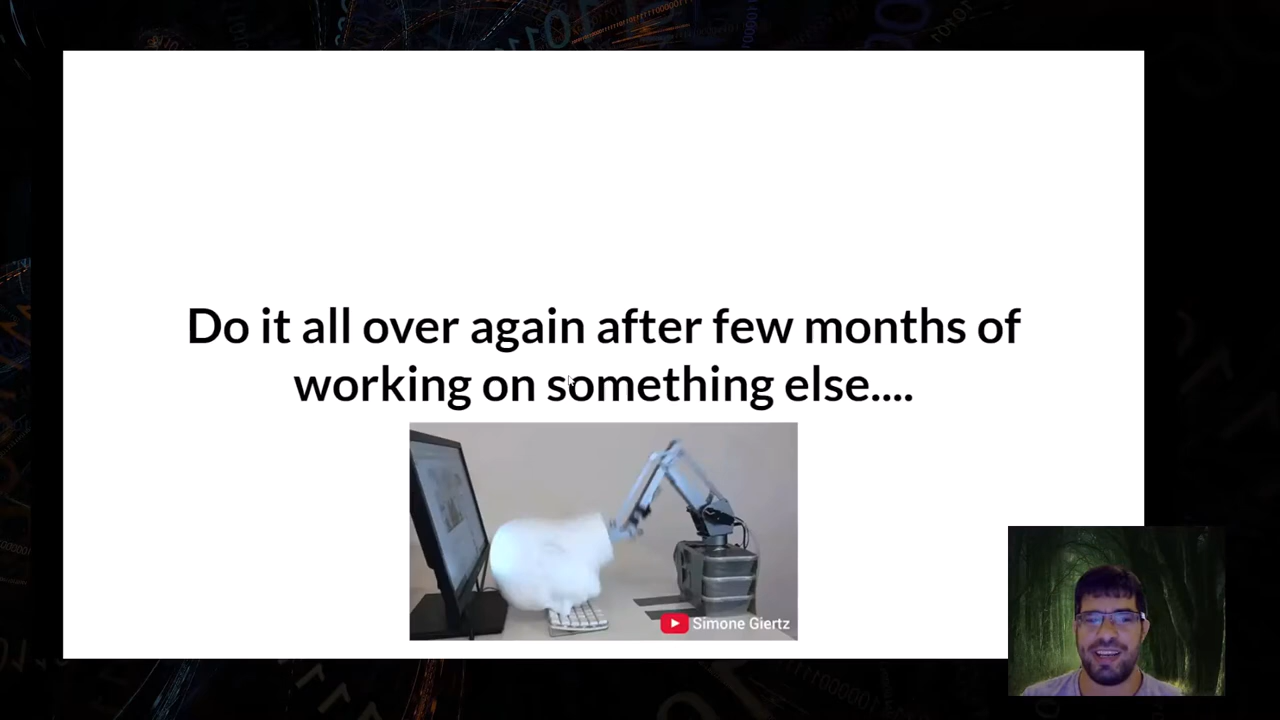 Do it all over again after few months of
working on something else....
Simone Giertz